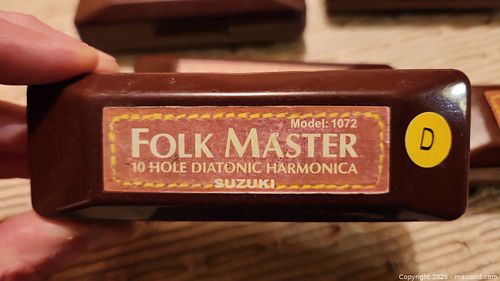 Model: 1072
FOLK MASTER
10 HOLE DIATONIC HARMONICA
SUZUKI
D
Copyright 2025 - maxsold.com